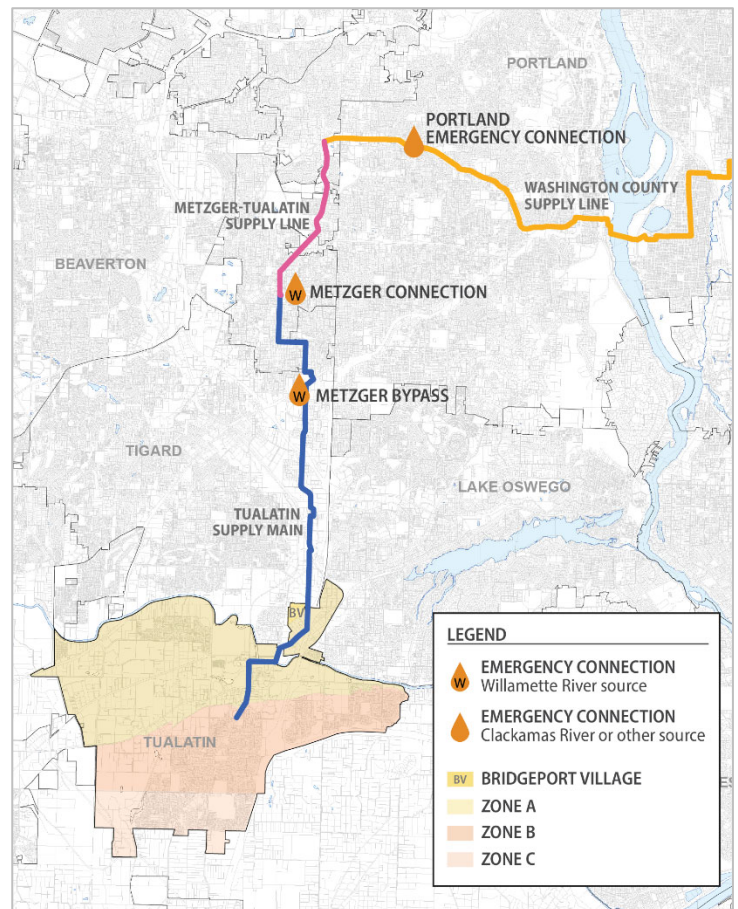 PORTLAND
PORTLAND
EMERGENCY CONNECTION
WASHINGTON COUNTY
SUPPLY LINE
METZGER-TUALATIN
SUPPLY LINE
BEAVERTON
W
METZGER CONNECTION
W
METZGER BYPASS
TIGARD
LAKE OSWEGO
TUALATIN
SUPPLY MAIN
BV
TUALATIN
LEGEND
W
EMERGENCY CONNECTION
Willamette River source
EMERGENCY CONNECTION
Clackamas River or other source
BV BRIDGEPORT VILLAGE
ZONE A
ZONE B
ZONE C